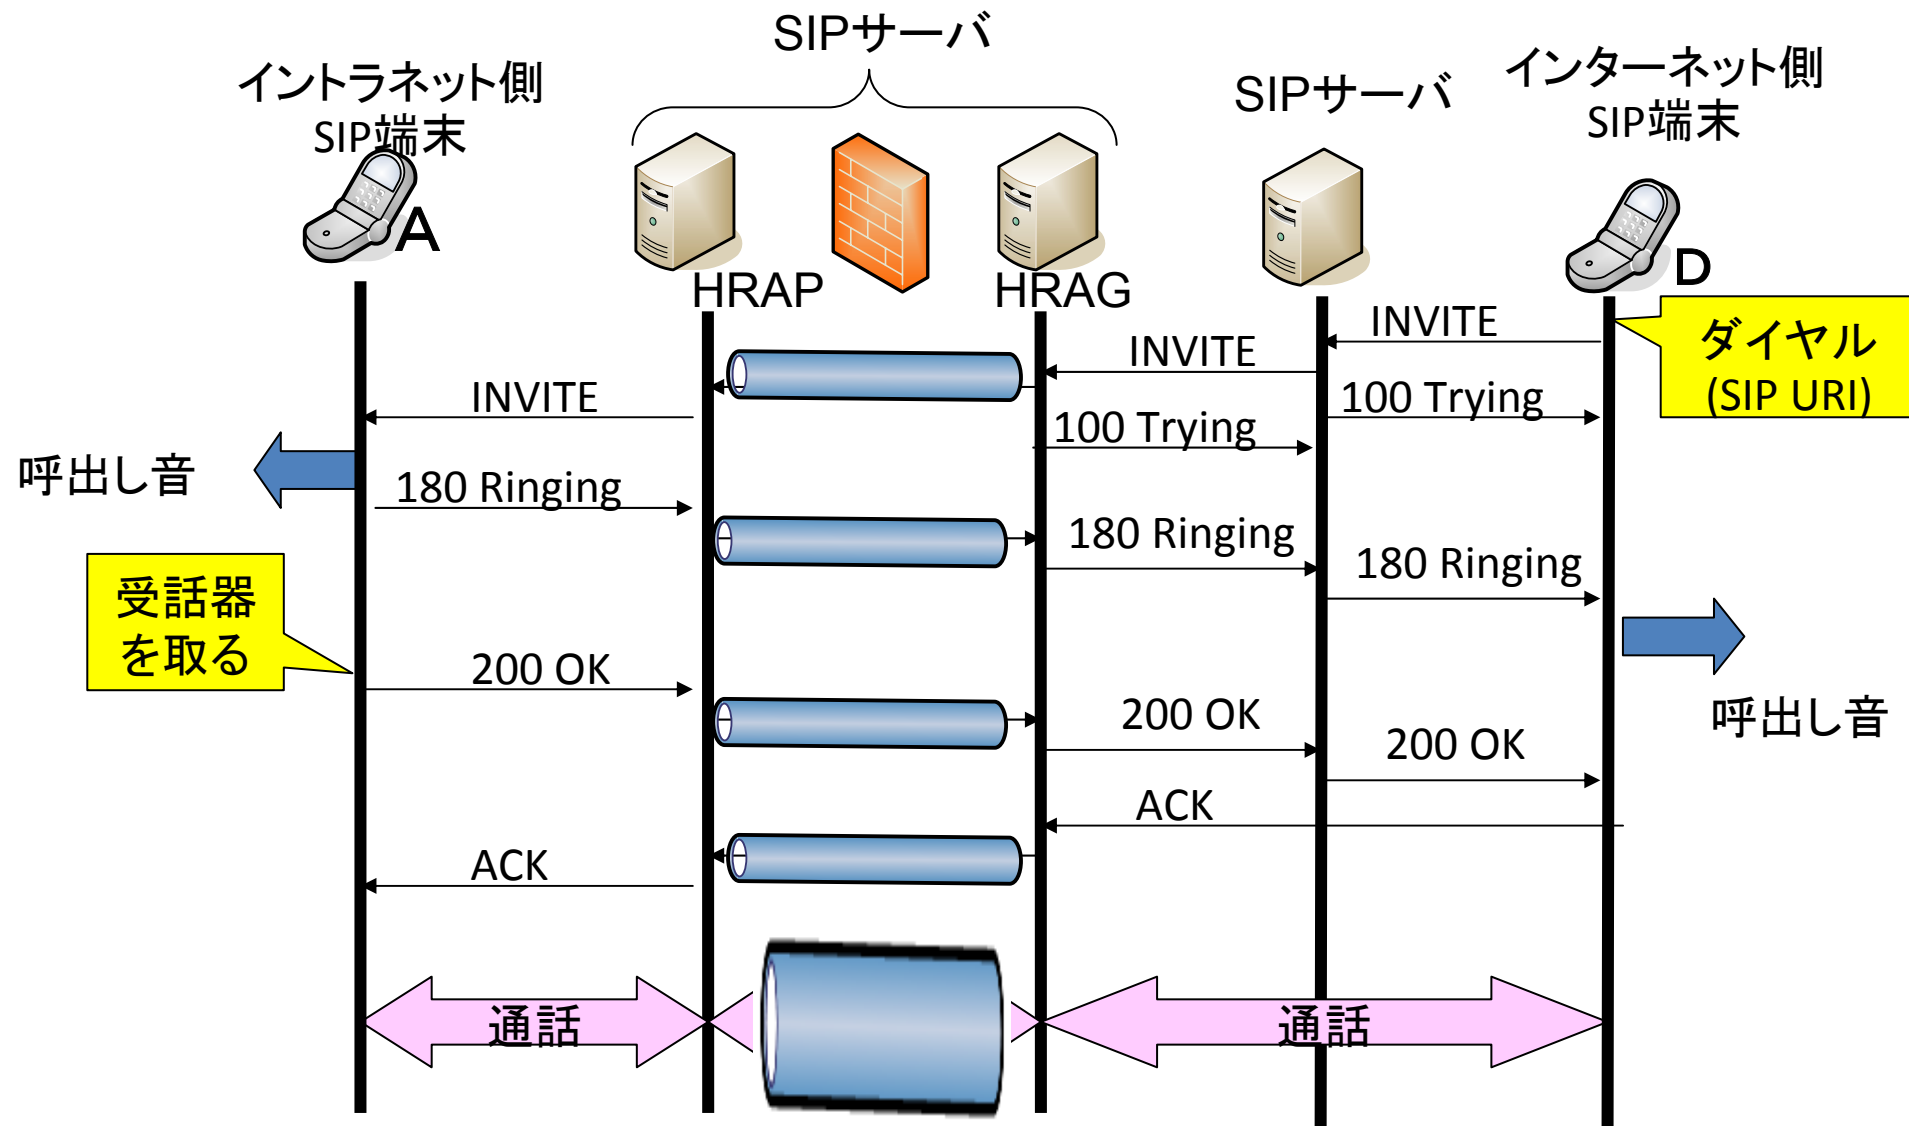 SIPサーバ
イントラネット側
SIP端末
SIPサーバ
インターネット側
SIP端末
A
D
HRAP
HRAG
INVITE
INVITE
ダイヤル
(SIP URI)
INVITE
100 Trying
100 Trying
呼出し音
180 Ringing
180 Ringing
180 Ringing
受話器
を取る
200 OK
200 OK
200 OK
呼出し音
ACK
ACK
通話
通話